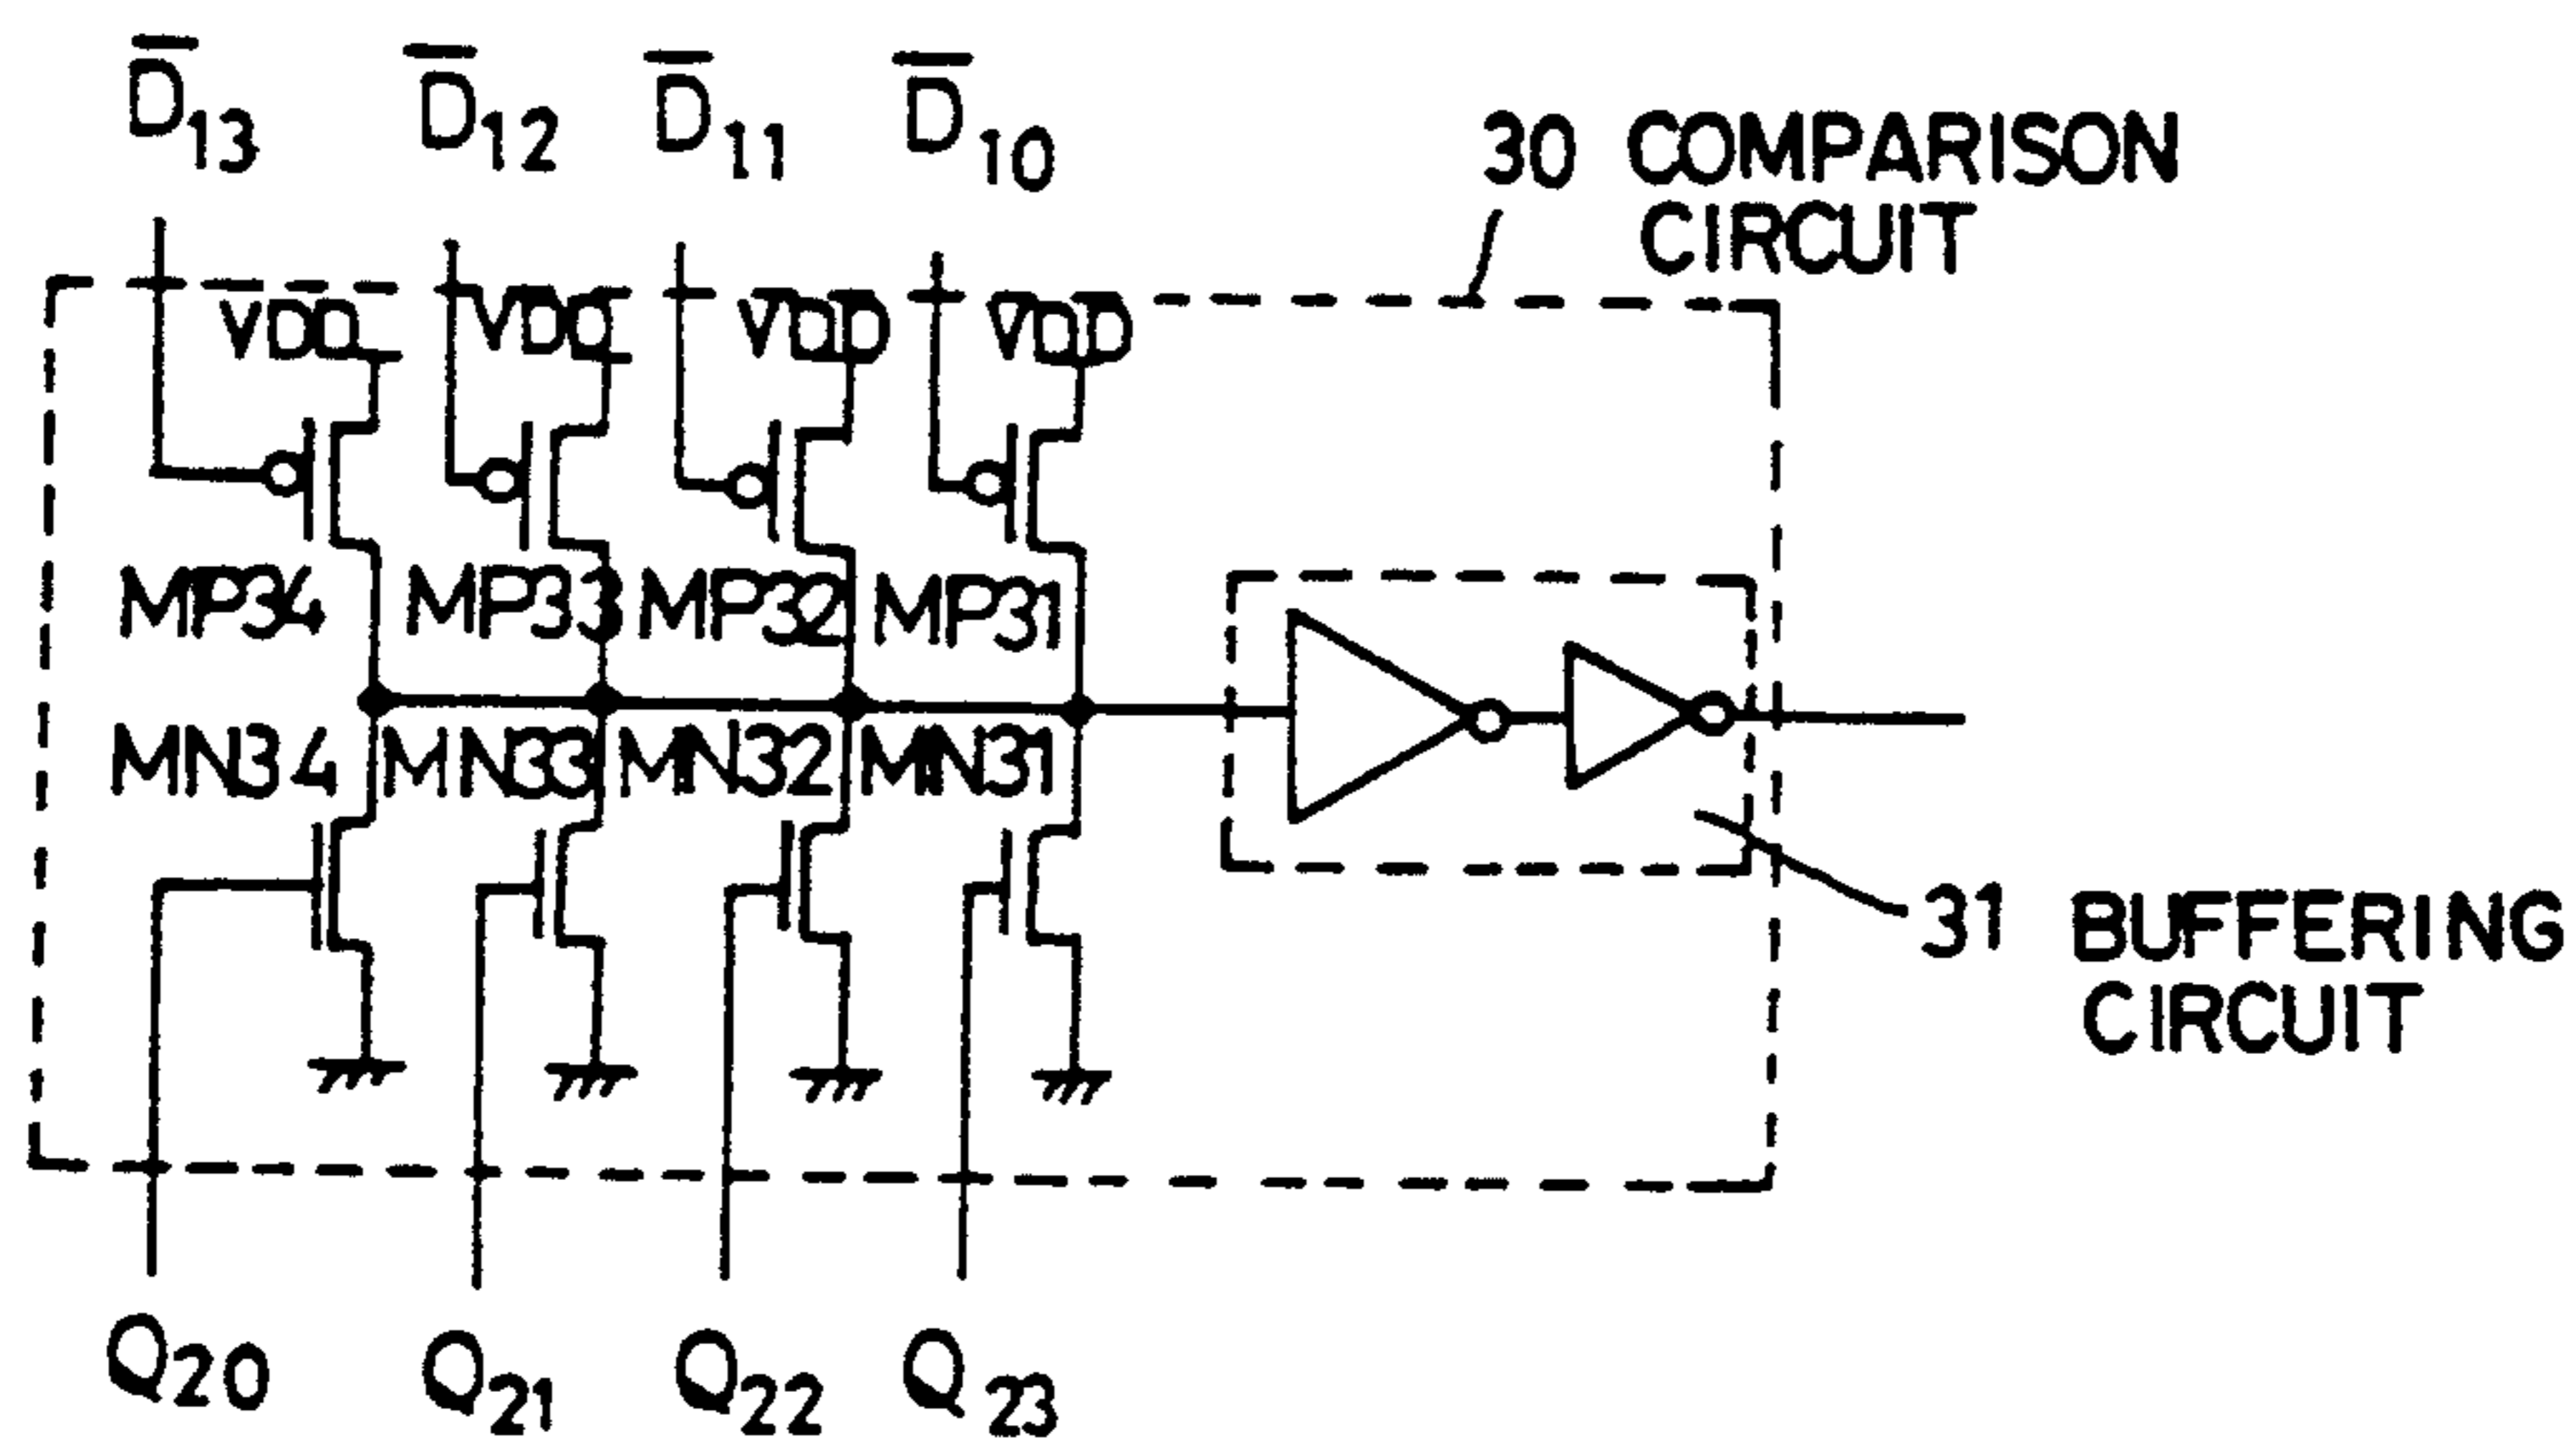 D̅13 D̅12 D̅11 D̅10
30 COMPARISON
CIRCUIT
VDD VDD VDD VDD
MP34 MP33 MP32 MP31
MN34 MN33 MN32 MN31
31 BUFFERING
CIRCUIT
Q20 Q21 Q22 Q23